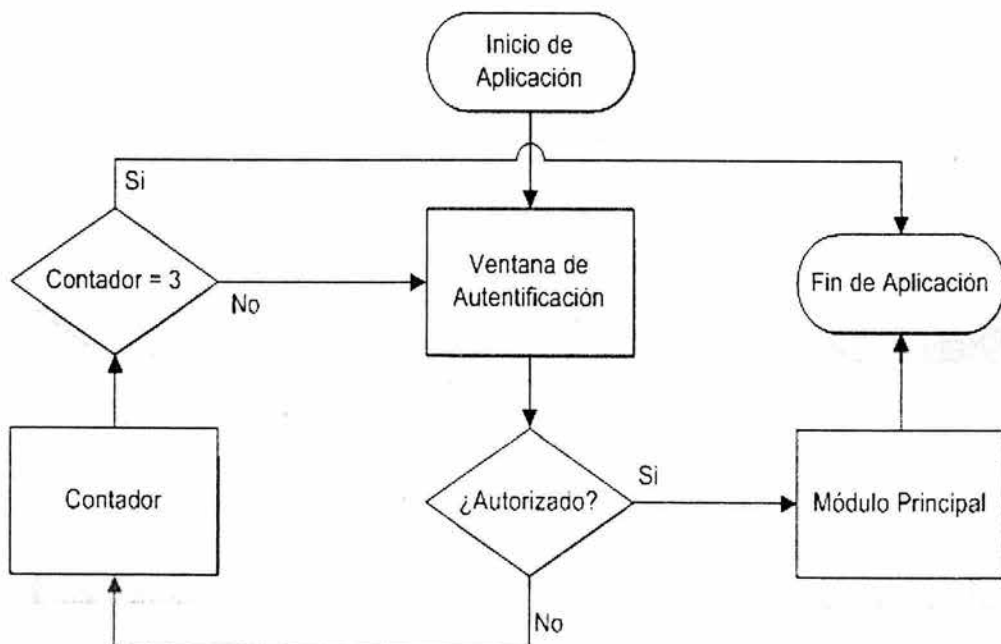 Inicio de
Aplicación
Si
Contador = 3
No
Ventana de
Autentificación
Fin de Aplicación
Contador
¿Autorizado?
Si
Módulo Principal
No